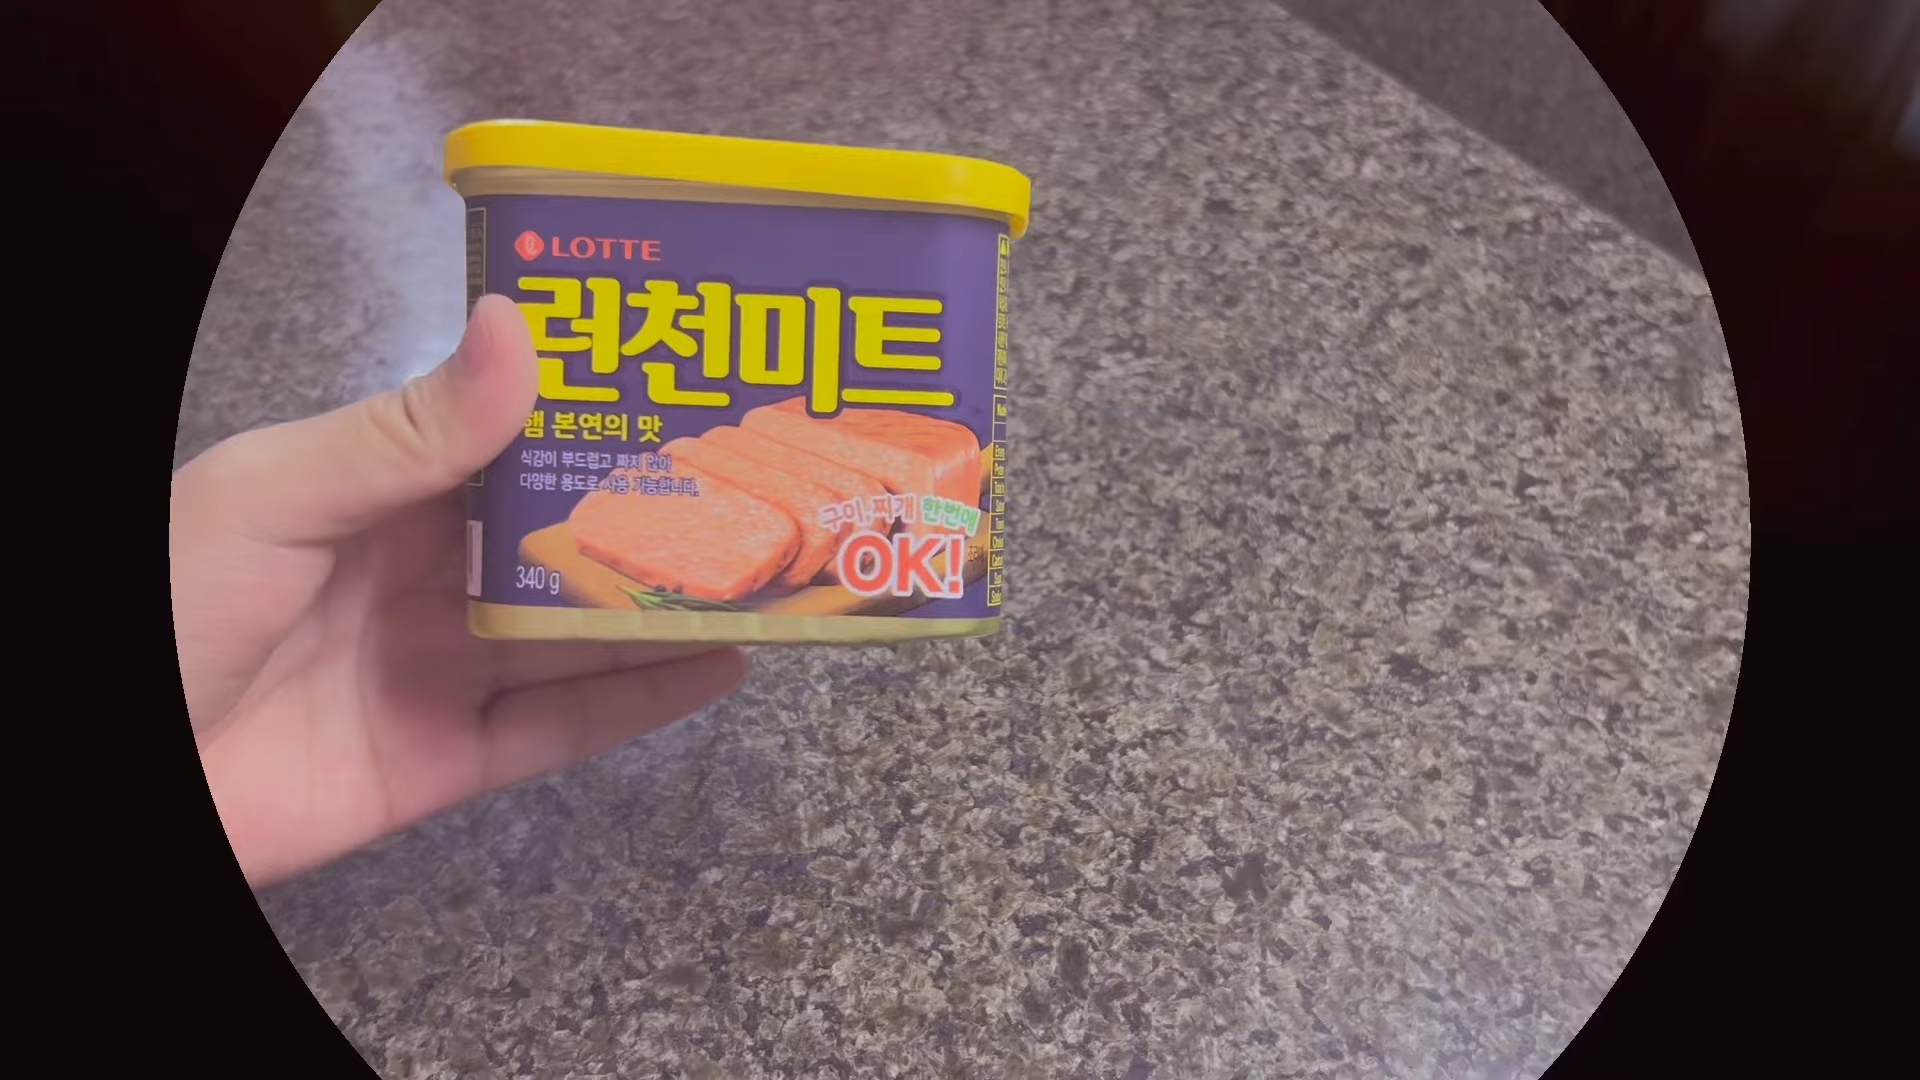 LOTTE
런천미트
햄 본연의 맛
식감이 부드럽고 짜지 않아
다양한 용도로 사용 가능합니다.
구이, 찌개 한번에
OK!
340 g